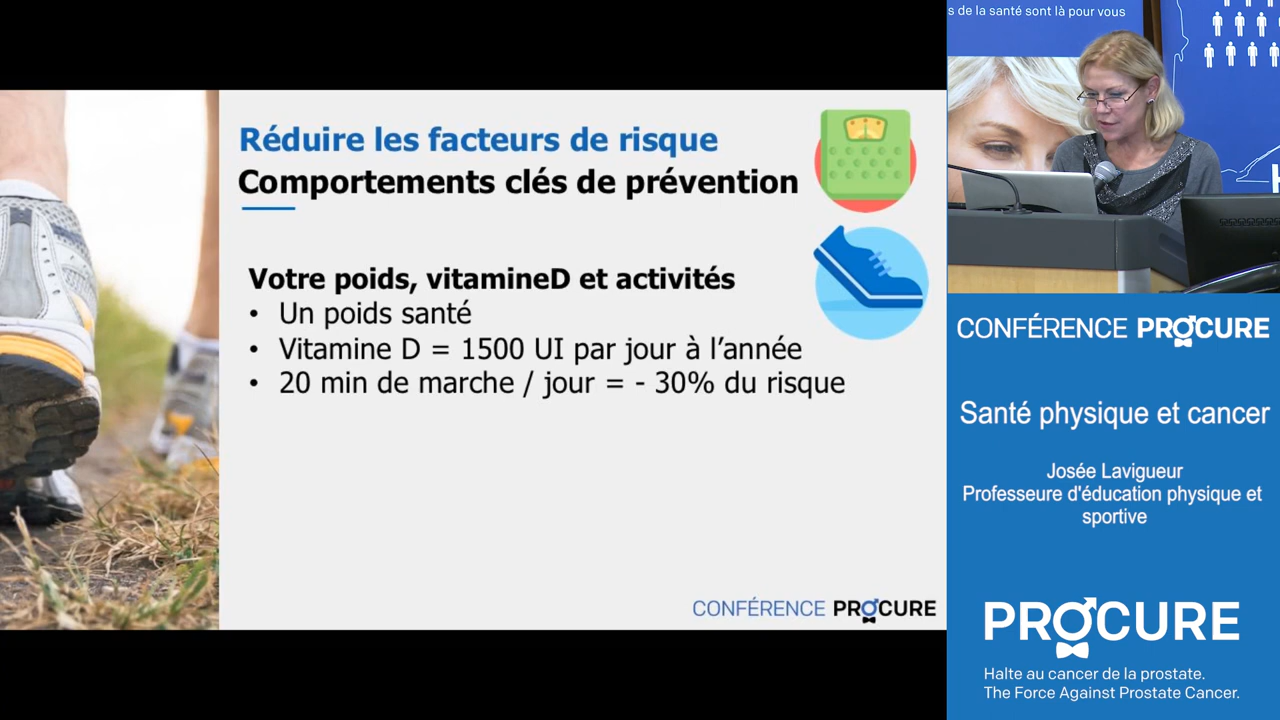 Réduire les facteurs de risque
Comportements clés de prévention
Votre poids, vitamineD et activités
• Un poids santé
• Vitamine D = 1500 UI par jour à l’année
• 20 min de marche / jour = - 30% du risque
CONFÉRENCE PROCURE
s de la santé sont là pour vous
CONFÉRENCE PROCURE
Santé physique et cancer
Josée Lavigueur
Professeure d'éducation physique et
sportive
PROCURE
Halte au cancer de la prostate.
The Force Against Prostate Cancer.